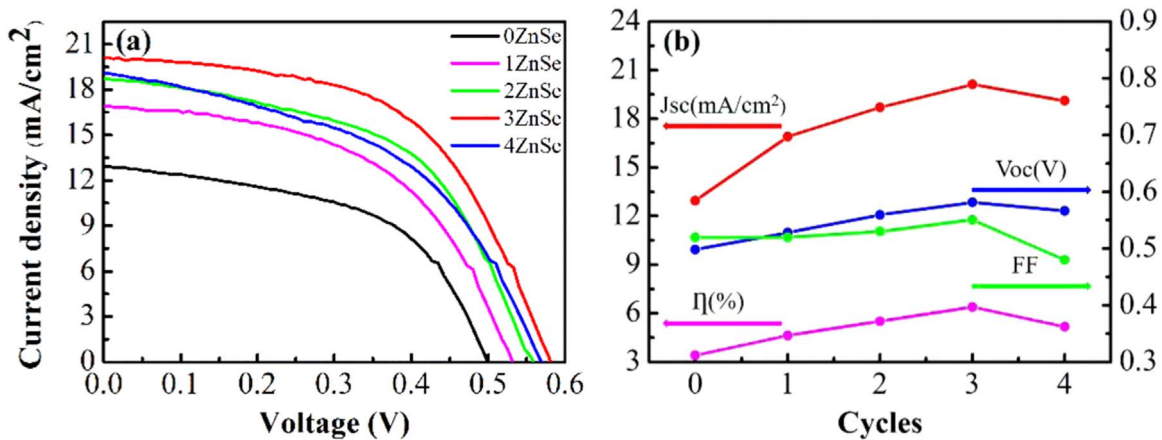 (a)
0ZnSe
1ZnSe
2ZnSe
3ZnSe
4ZnSe
Current density (mA/cm²)
21
18
15
12
9
6
3
0
0.0 0.1 0.2 0.3 0.4 0.5 0.6
Voltage (V)
(b)
24
21
18
15
12
9
6
3
Jsc(mA/cm²)
Voc(V)
FF
η(%)
0.9
0.8
0.7
0.6
0.5
0.4
0.3
0 1 2 3 4
Cycles